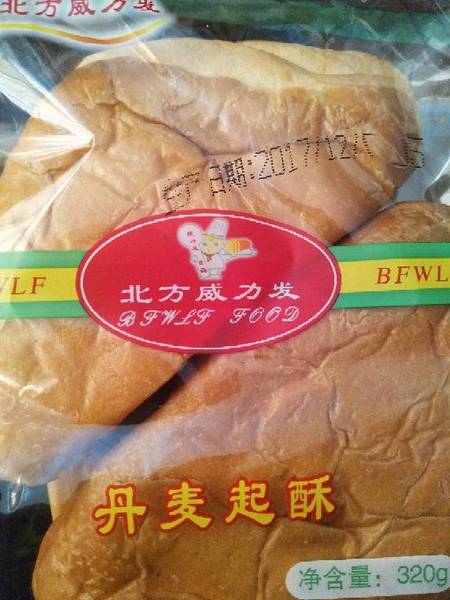 北方威力发
生产日期:2017/12/
北方威力发
BFWLF FOOD
WLF
BFWL
丹麦起酥
净含量: 320g